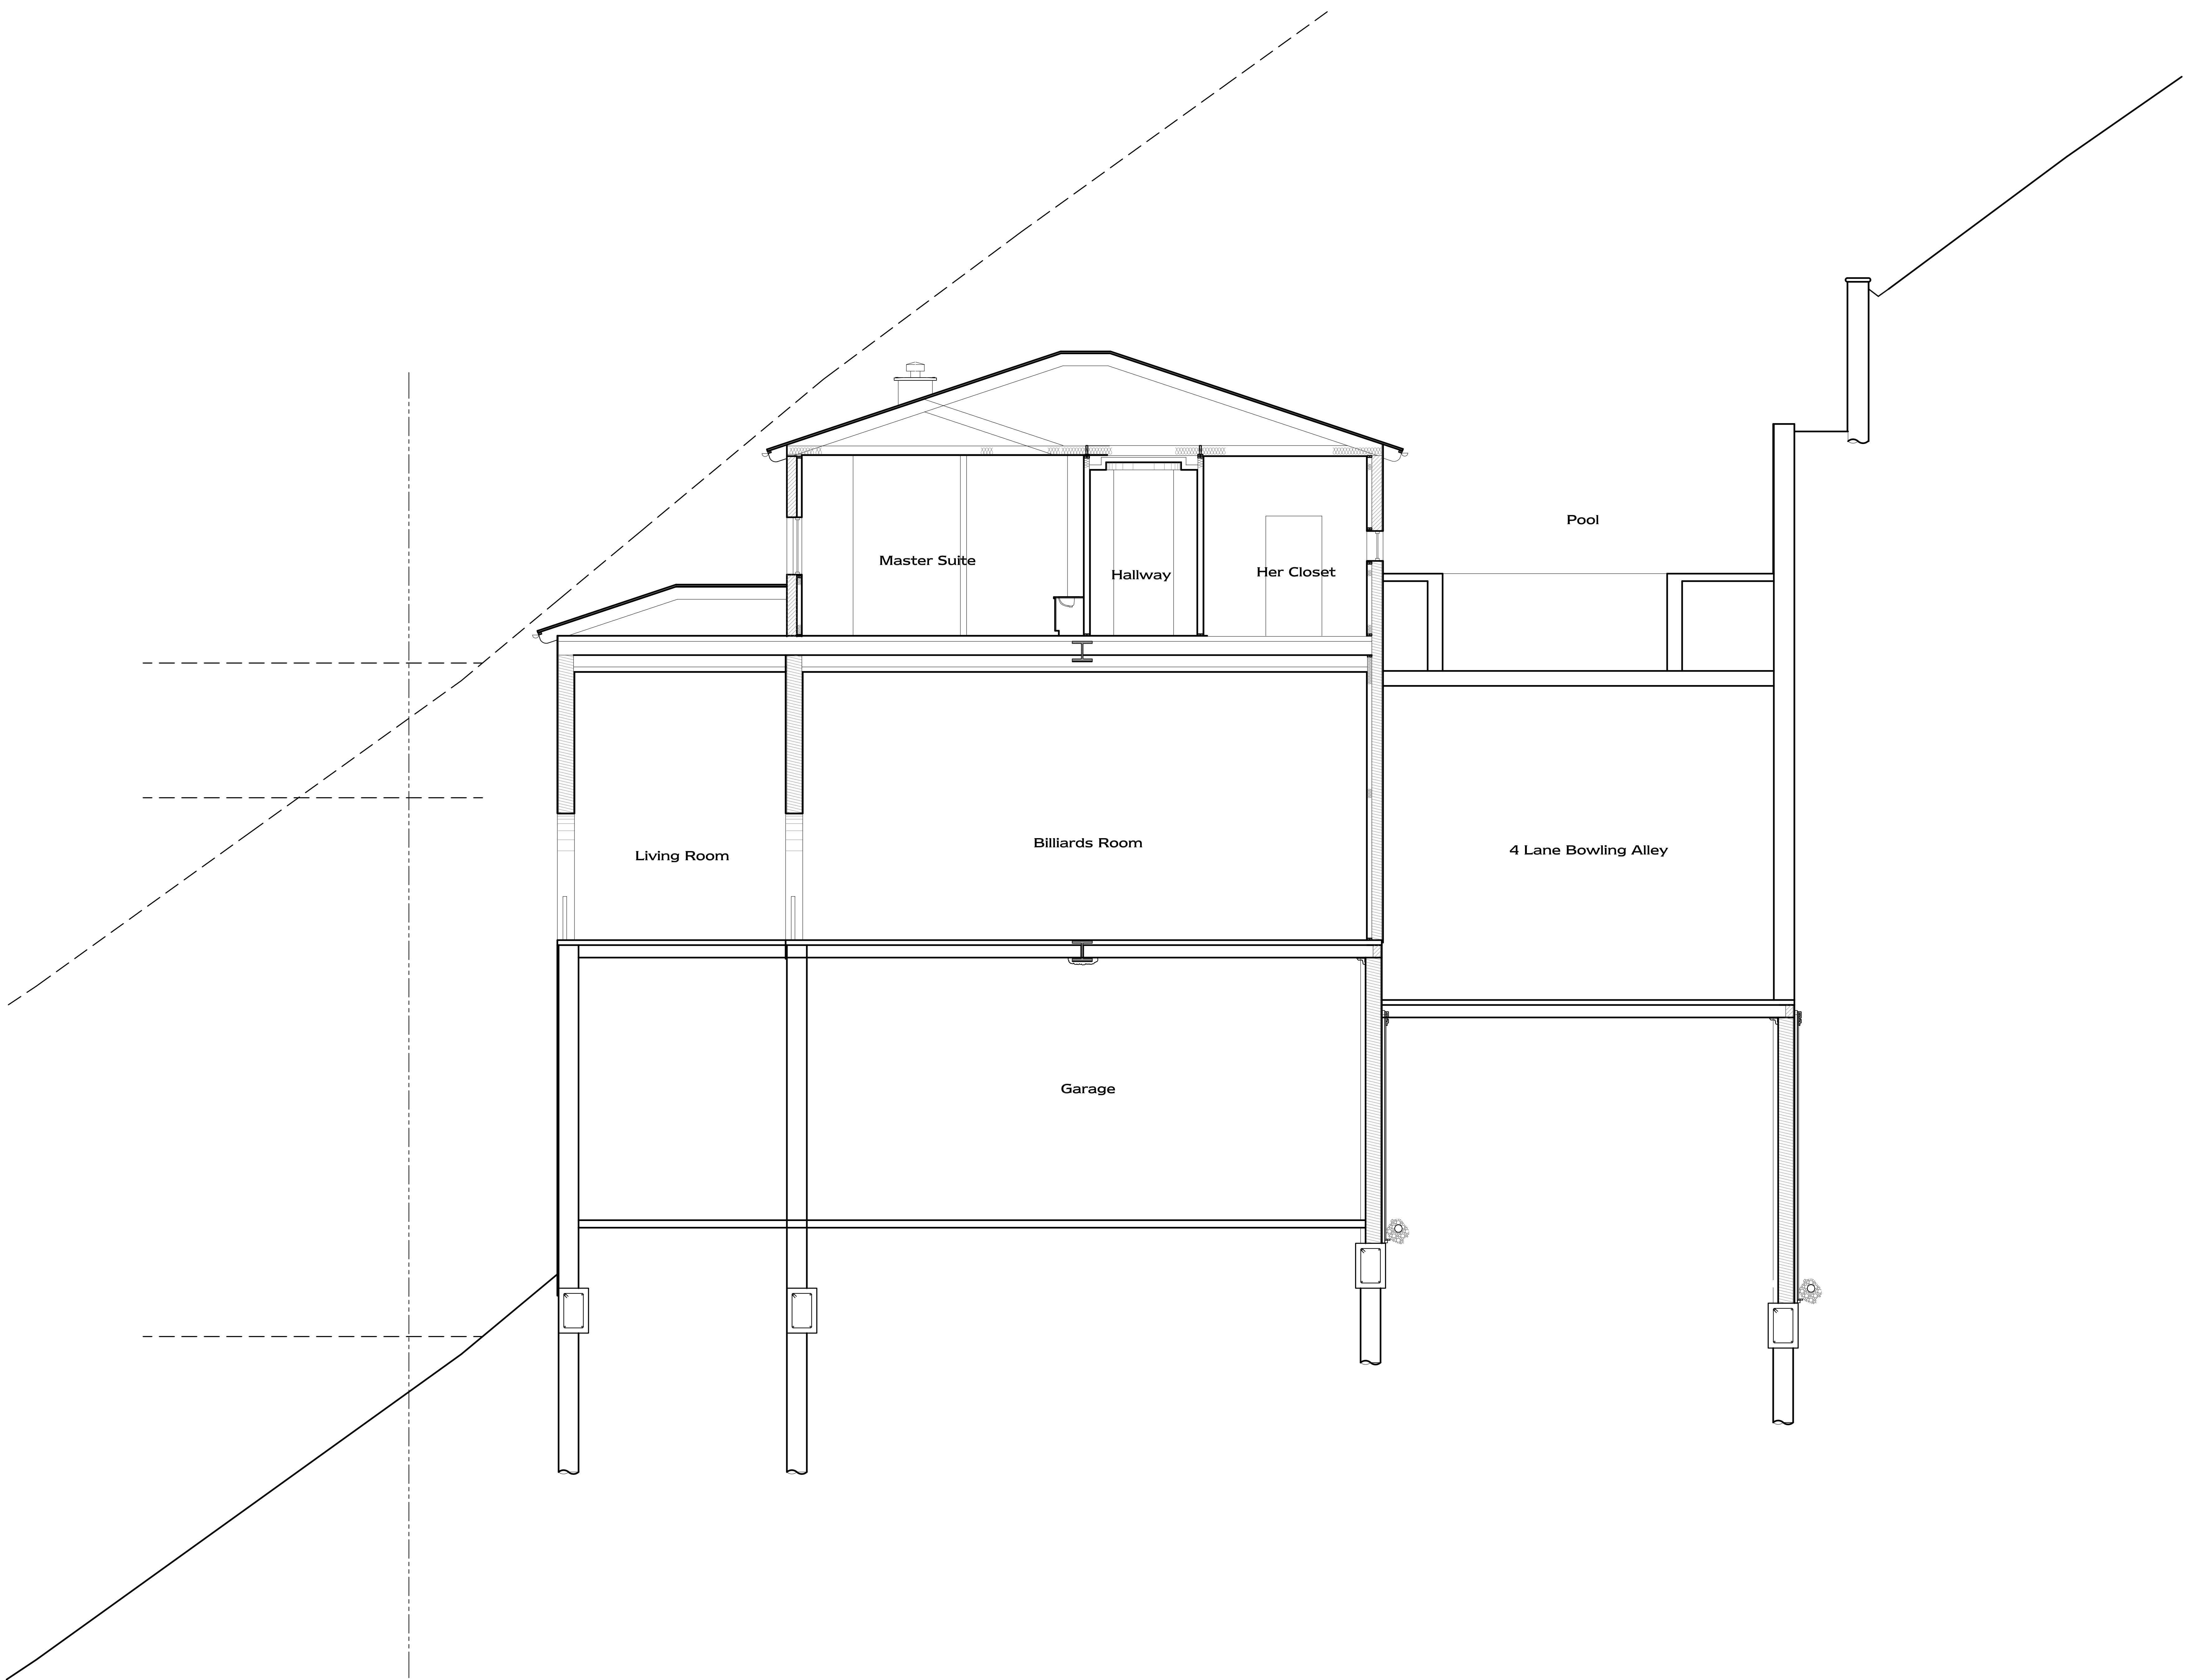 Pool
Master Suite
Hallway
Her Closet
Living Room
Billiards Room
4 Lane Bowling Alley
Garage